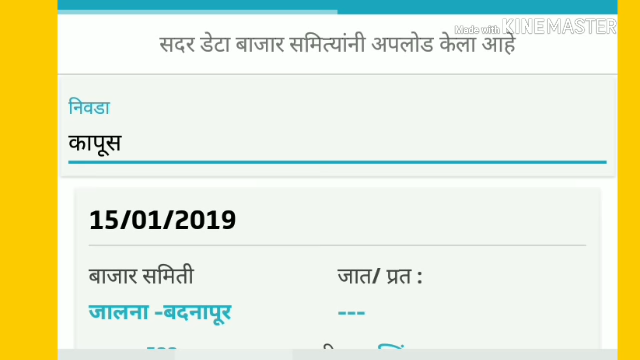 Made with KINEMASTER
सदर डेटा बाजार समित्यांनी अपलोड केला आहे
निवडा
कापूस
15/01/2019
बाजार समिती जात/ प्रत :
जालना -बदनापूर ---